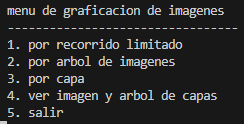 menu de graficacion de imagenes
--------------------------------
1. por recorrido limitado
2. por arbol de imagenes
3. por capa
4. ver imagen y arbol de capas
5. salir